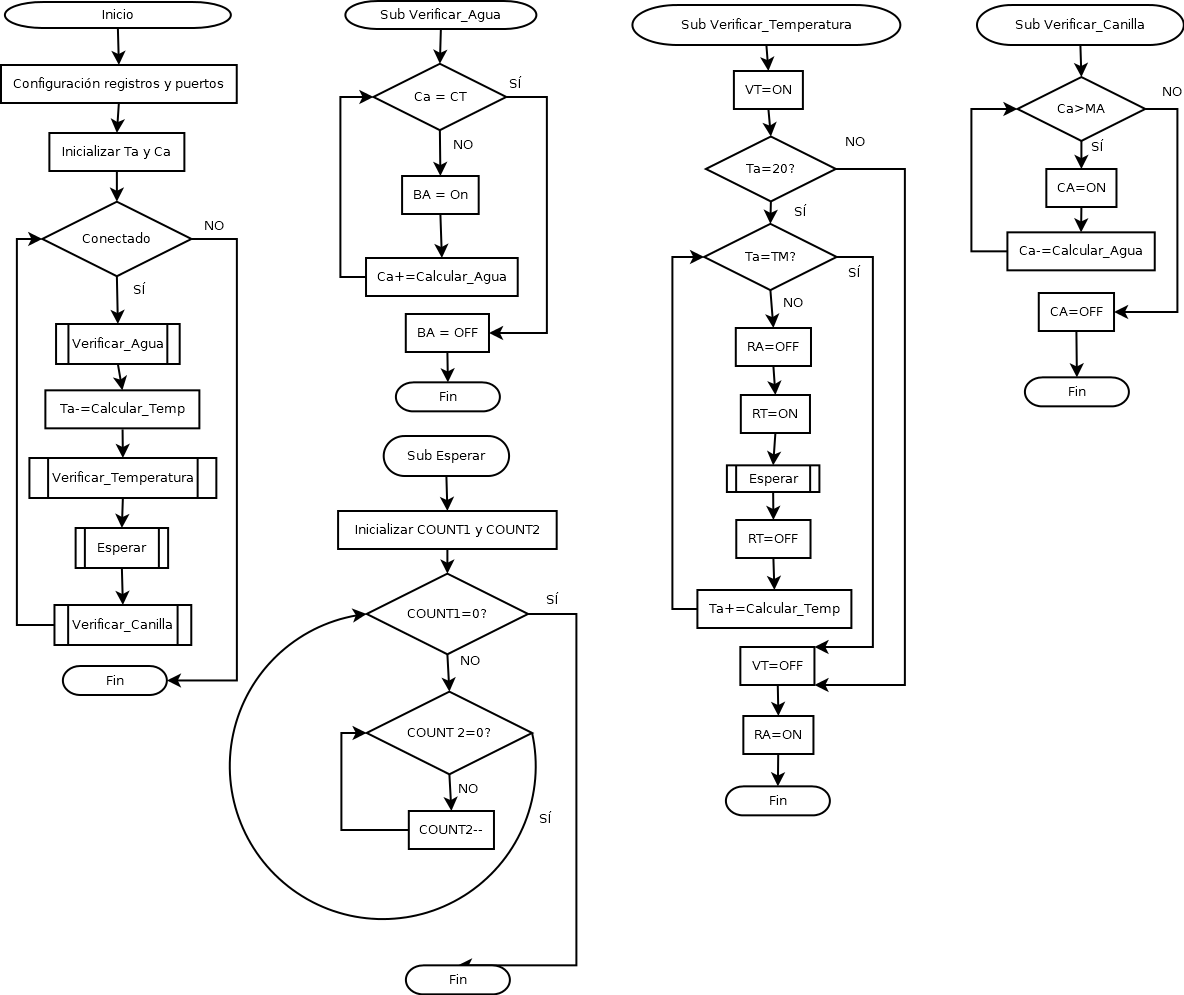 Inicio
Configuración registros y puertos
Inicializar Ta y Ca
Conectado
NO
SÍ
Verificar_Agua
Ta-=Calcular_Temp
Verificar_Temperatura
Esperar
Verificar_Canilla
Fin
Sub Verificar_Agua
Ca = CT
SÍ
NO
BA = On
Ca+=Calcular_Agua
BA = OFF
Fin
Sub Esperar
Inicializar COUNT1 y COUNT2
COUNT1=0?
SÍ
NO
COUNT 2=0?
NO
SÍ
COUNT2--
Fin
Sub Verificar_Temperatura
VT=ON
Ta=20?
NO
SÍ
Ta=TM?
SÍ
NO
RA=OFF
RT=ON
Esperar
RT=OFF
Ta+=Calcular_Temp
VT=OFF
RA=ON
Fin
Sub Verificar_Canilla
Ca>MA
NO
SÍ
CA=ON
Ca-=Calcular_Agua
CA=OFF
Fin